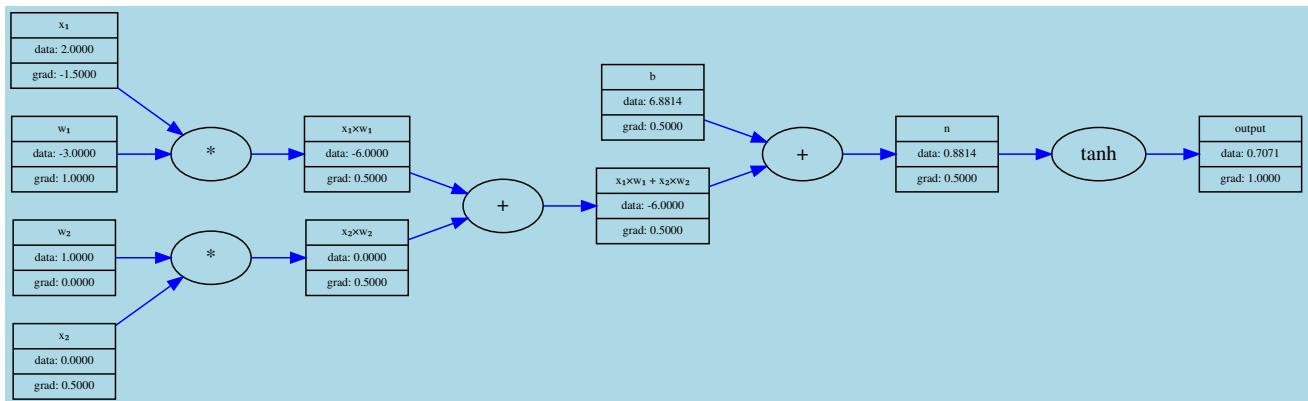 x₁
data: 2.0000
grad: -1.5000
w₁
data: -3.0000
grad: 1.0000
*
x₁×w₁
data: -6.0000
grad: 0.5000
w₂
data: 1.0000
grad: 0.0000
*
x₂×w₂
data: 0.0000
grad: 0.5000
x₂
data: 0.0000
grad: 0.5000
+
b
data: 6.8814
grad: 0.5000
x₁×w₁ + x₂×w₂
data: -6.0000
grad: 0.5000
+
n
data: 0.8814
grad: 0.5000
tanh
output
data: 0.7071
grad: 1.0000